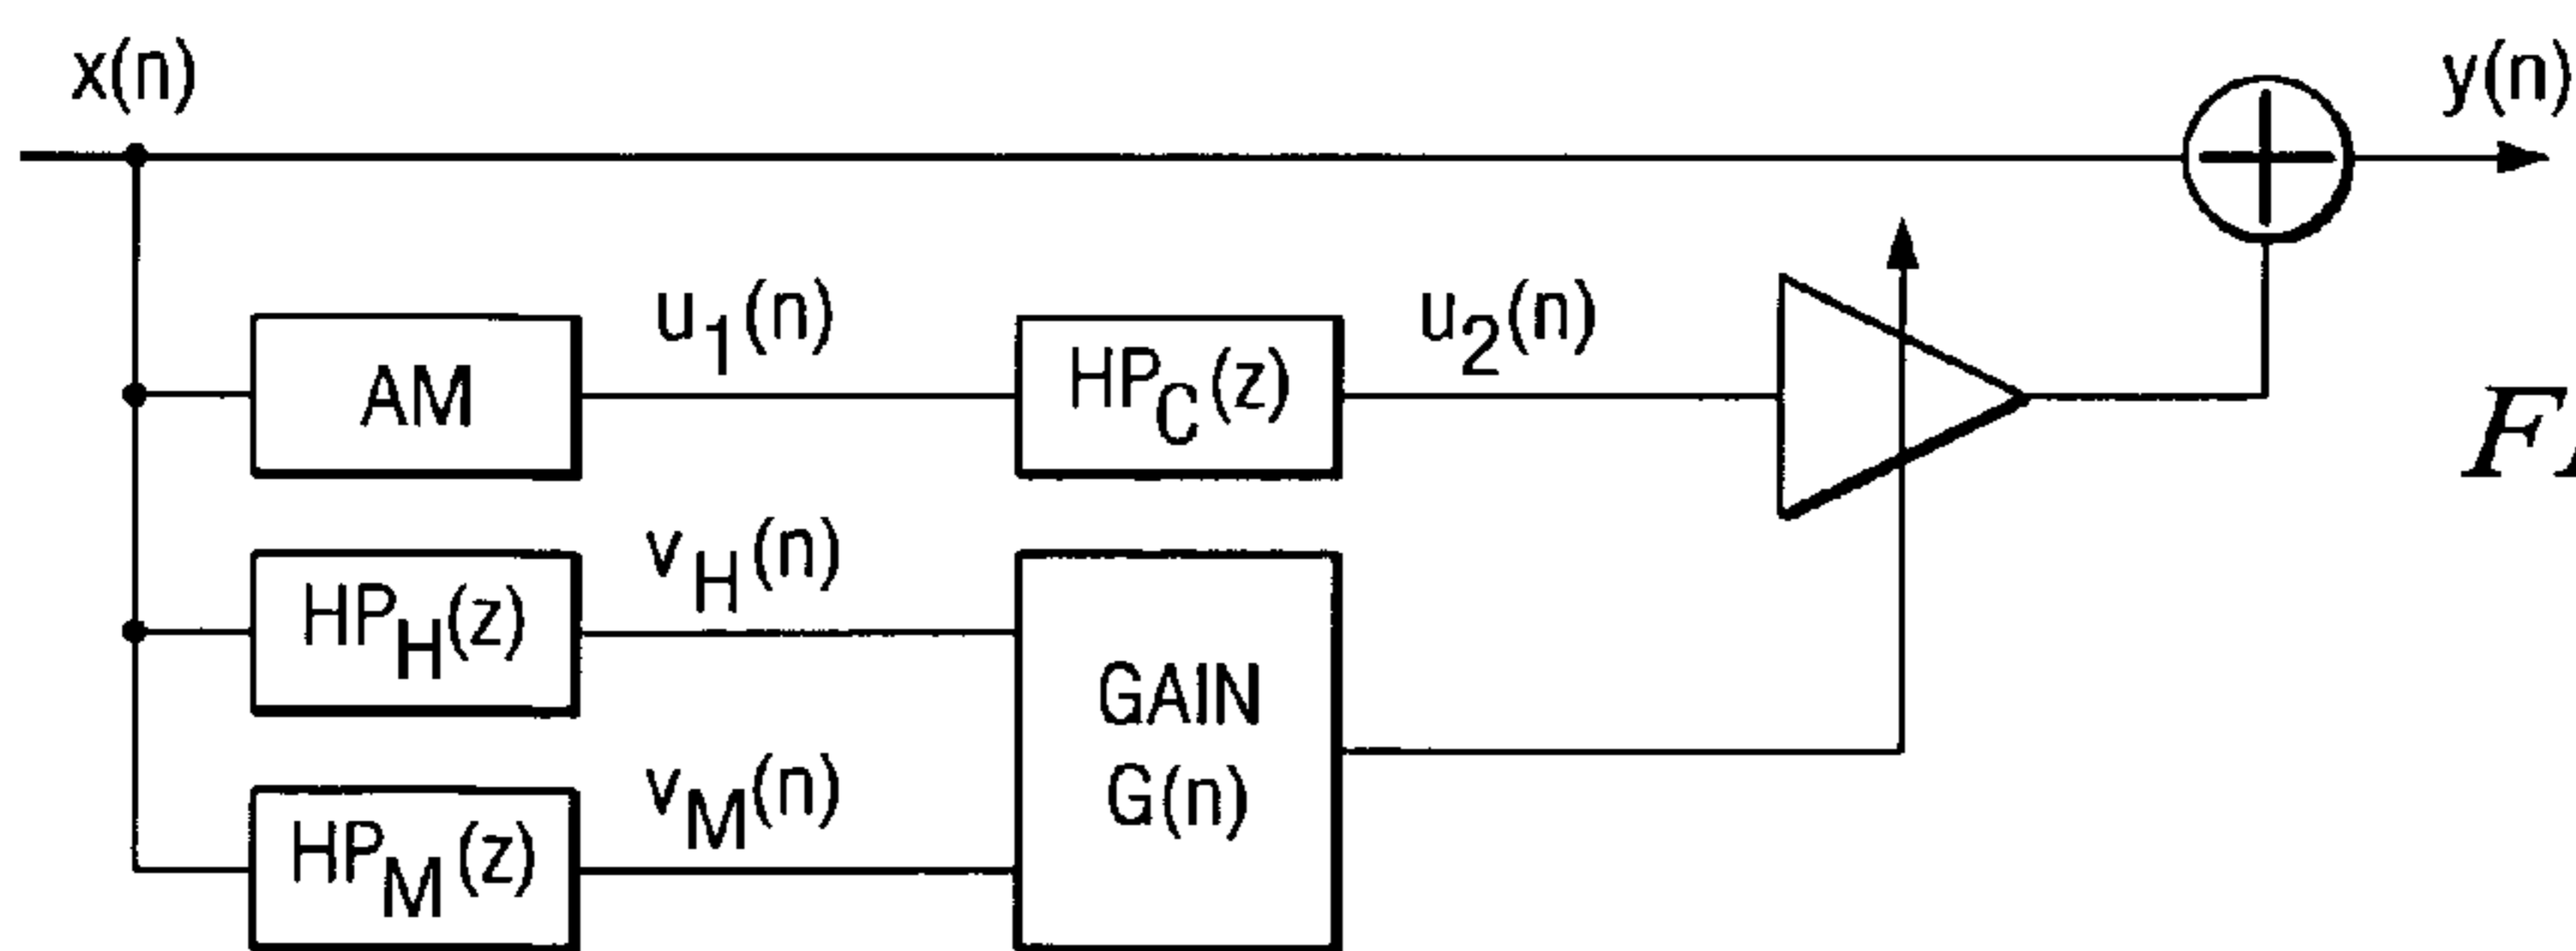 x(n)
y(n)
AM
u1(n)
HPC(z)
u2(n)
HPH(z)
vH(n)
GAIN
G(n)
HPM(z)
vM(n)